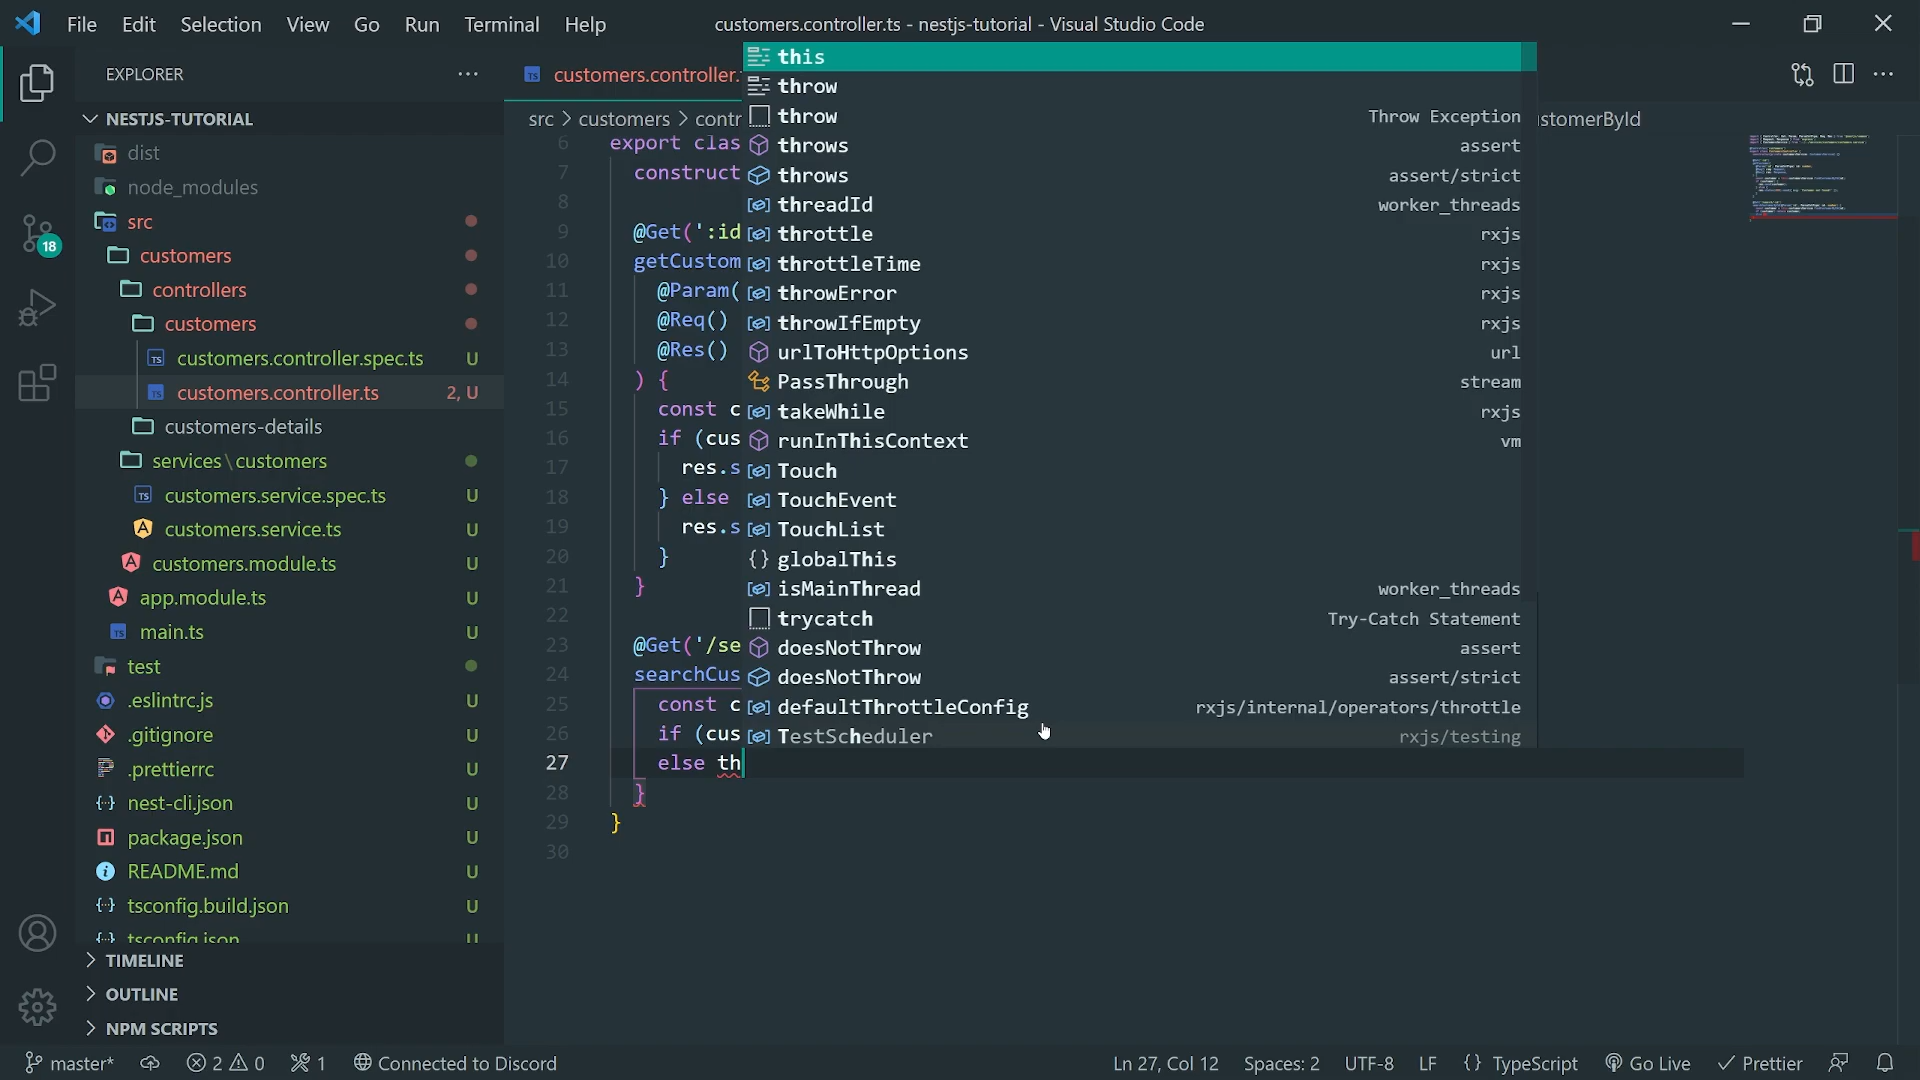 File Edit Selection View Go Run Terminal Help
customers.controller.ts - nestjs-tutorial - Visual Studio Code
EXPLORER
NESTJS-TUTORIAL
dist
node_modules
src
customers
controllers
customers
customers.controller.spec.ts U
customers.controller.ts 2, U
customers-details
services\customers
customers.service.spec.ts U
customers.service.ts U
customers.module.ts U
app.module.ts U
main.ts U
test
.eslintrc.js U
.gitignore U
.prettierrc U
nest-cli.json U
package.json U
README.md U
tsconfig.build.json U
tsconfig.json U
TIMELINE
OUTLINE
NPM SCRIPTS
18
customers.controller.
src > customers > contr
stomerById
6 export clas
7 construct
8
9 @Get(':id
10 getCustom
11 @Param(
12 @Req()
13 @Res()
14 ) {
15 const c
16 if (cus
17 res.s
18 } else
19 res.s
20 }
21 }
22
23 @Get('/se
24 searchCus
25 const c
26 if (cus
27 else th
28 }
29 }
30
this
throw
throw Throw Exception
throws assert
throws assert/strict
threadId worker_threads
throttle rxjs
throttleTime rxjs
throwError rxjs
throwIfEmpty rxjs
urlToHttpOptions url
PassThrough stream
takeWhile rxjs
runInThisContext vm
Touch
TouchEvent
TouchList
globalThis
isMainThread worker_threads
trycatch Try-Catch Statement
doesNotThrow assert
doesNotThrow assert/strict
defaultThrottleConfig rxjs/internal/operators/throttle
TestScheduler rxjs/testing
master* 2 0 1 Connected to Discord Ln 27, Col 12 Spaces: 2 UTF-8 LF {} TypeScript Go Live Prettier